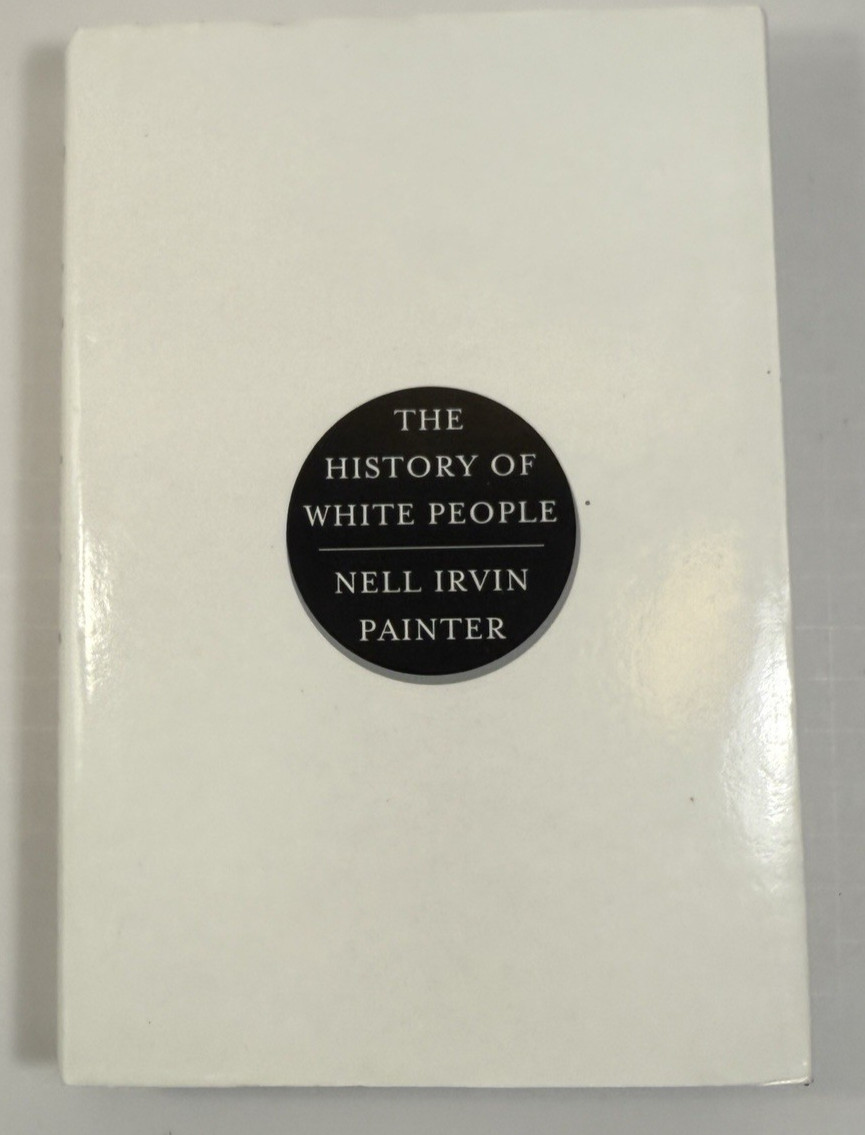 THE
HISTORY OF
WHITE PEOPLE
NELL IRVIN
PAINTER